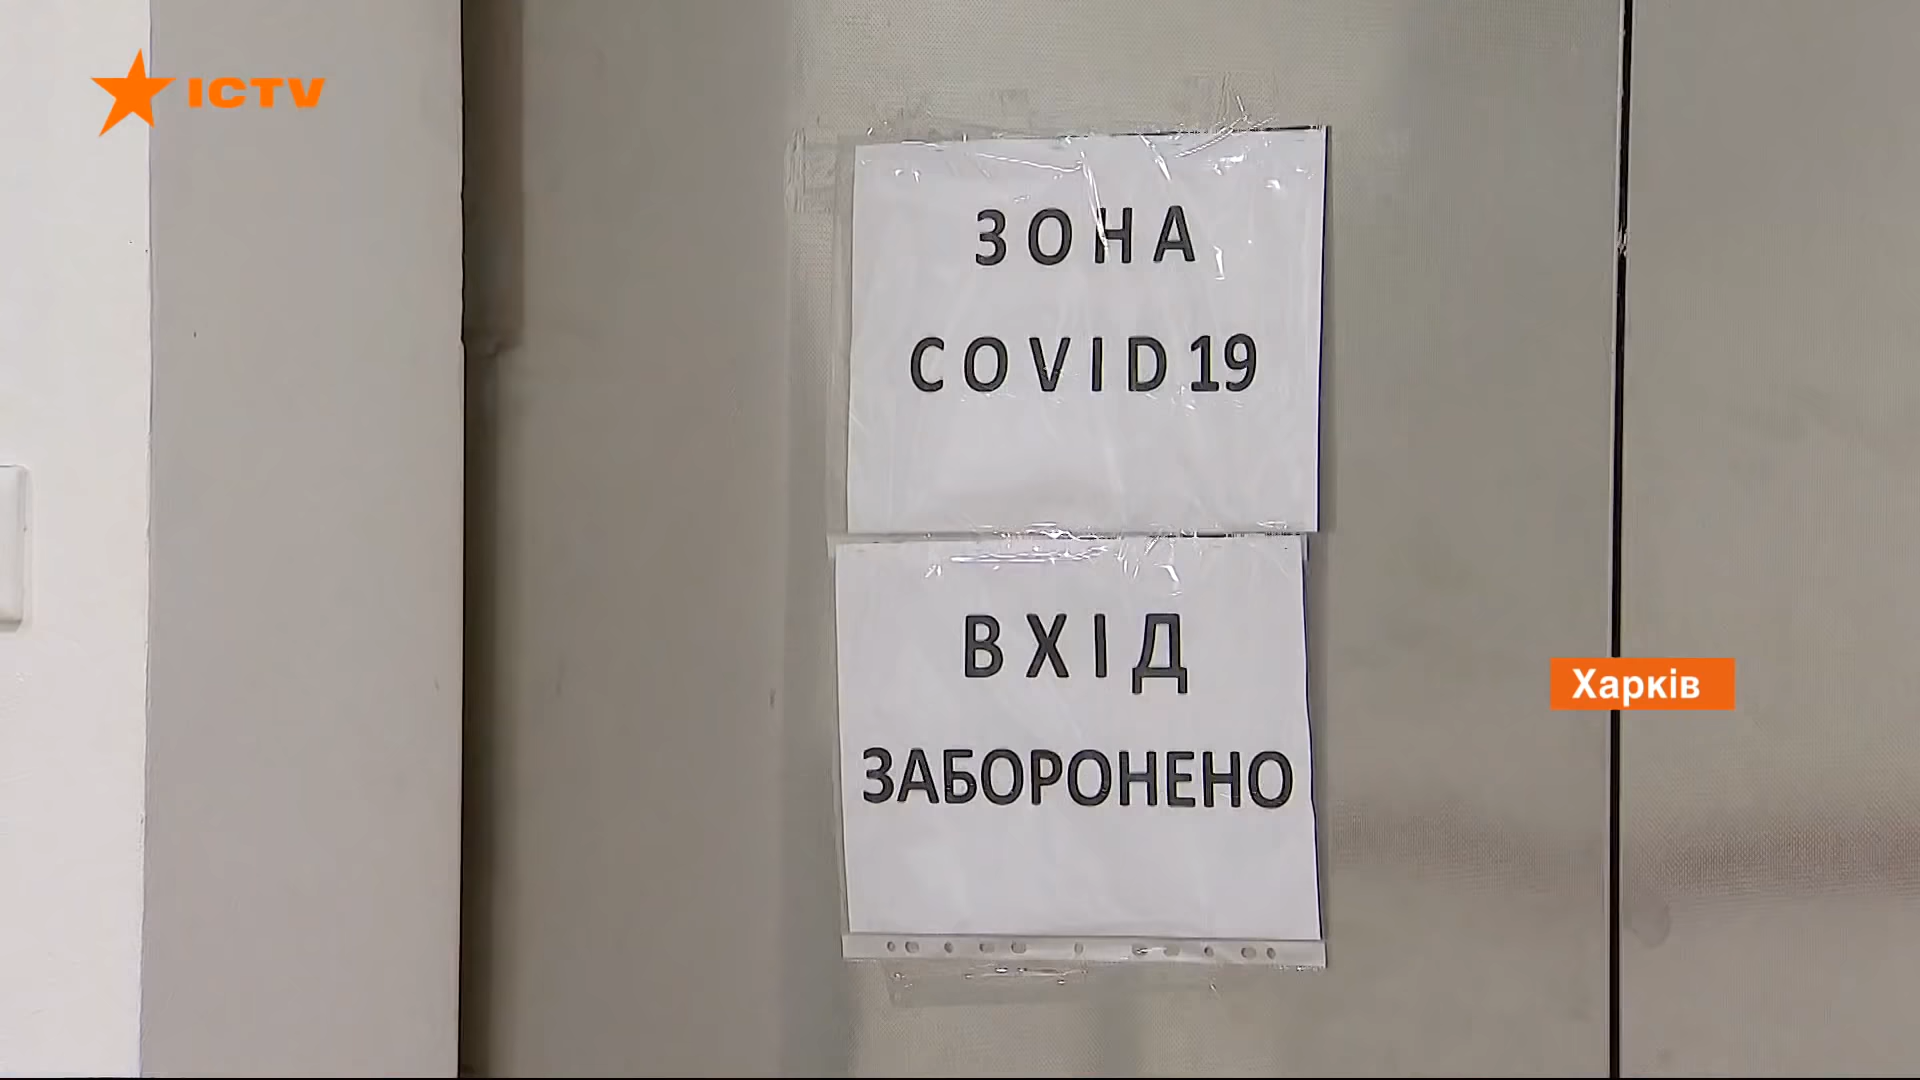 ICTV
ЗОНА
COVID19
ВХІД
ЗАБОРОНЕНО
Харків